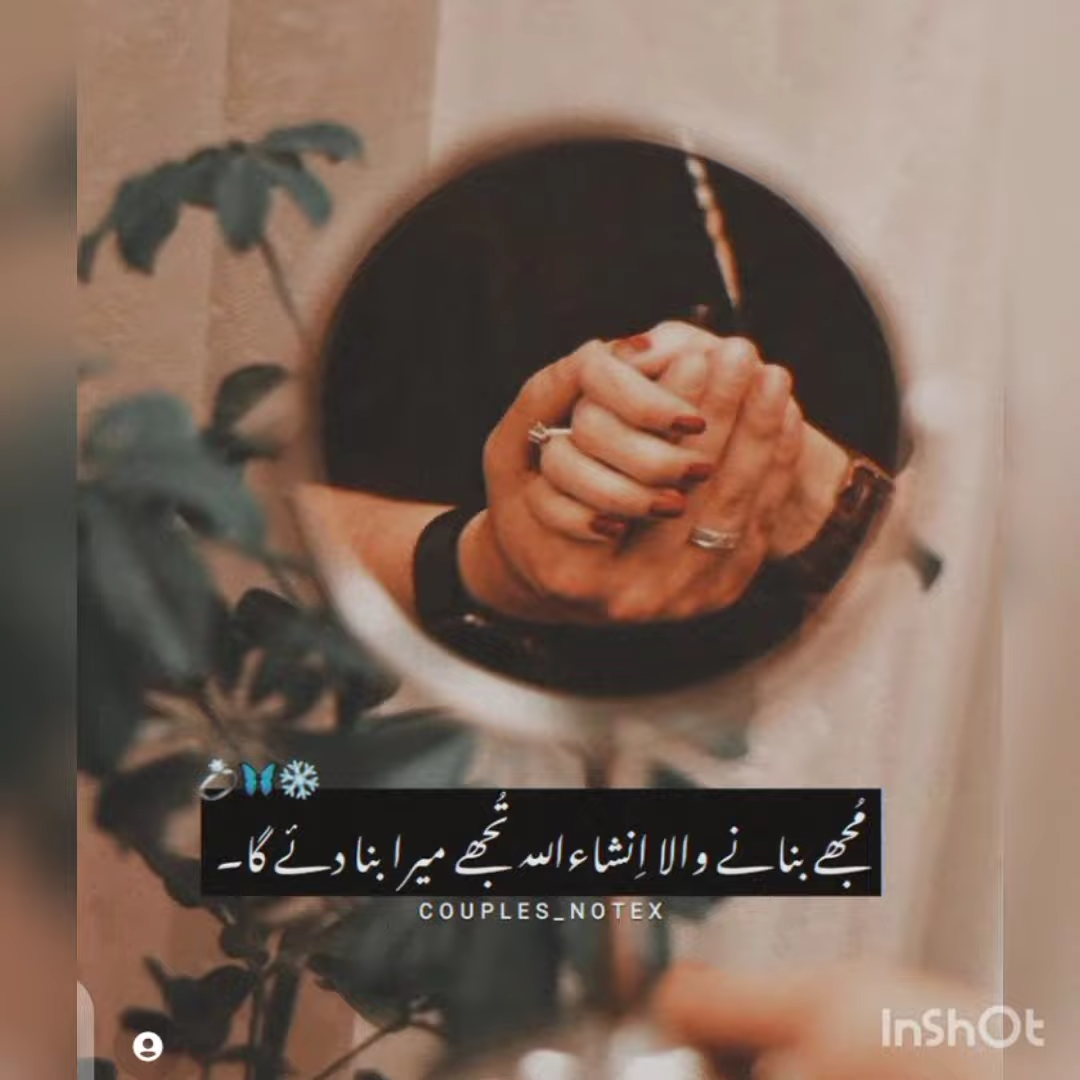 مُجھے بنانے والا اِنشاءاللہ تُجھے میرا بنا دئے گا۔
COUPLES_NOTEX
InShOt